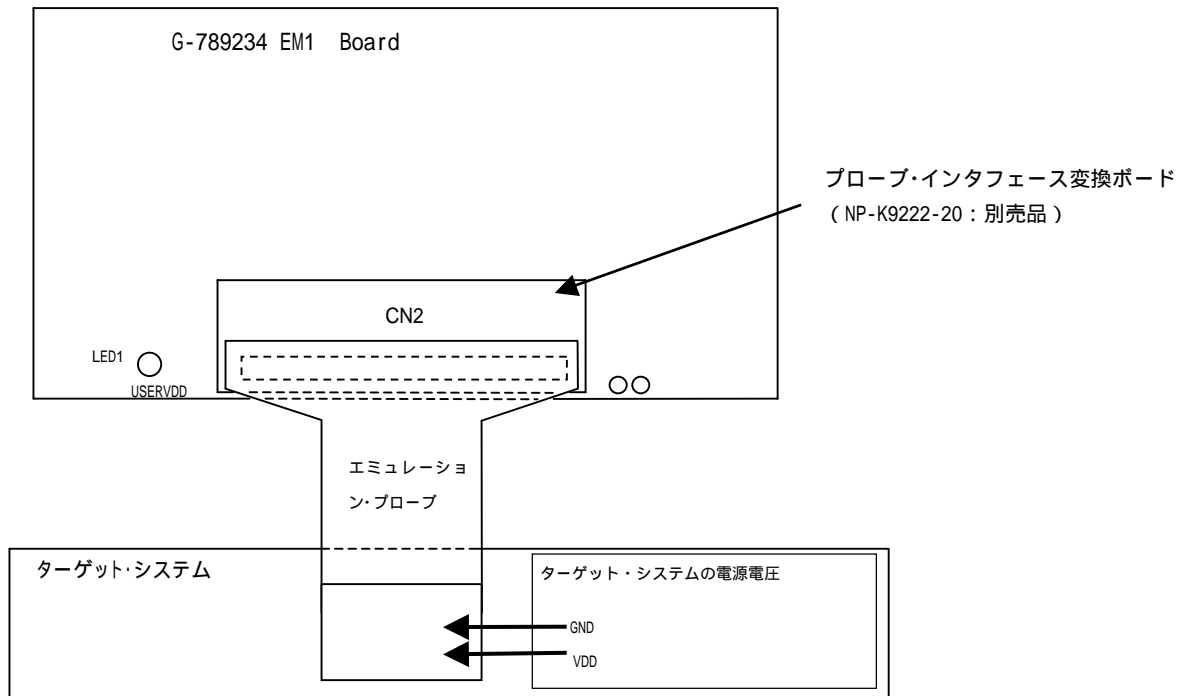 G-789234 EM1 Board
プローブ・インタフェース変換ボード
（NP-K9222-20：別売品）
CN2
LED1
USERVDD
エミュレーショ
ン・プローブ
ターゲット・システム
ターゲット・システムの電源電圧
GND
VDD